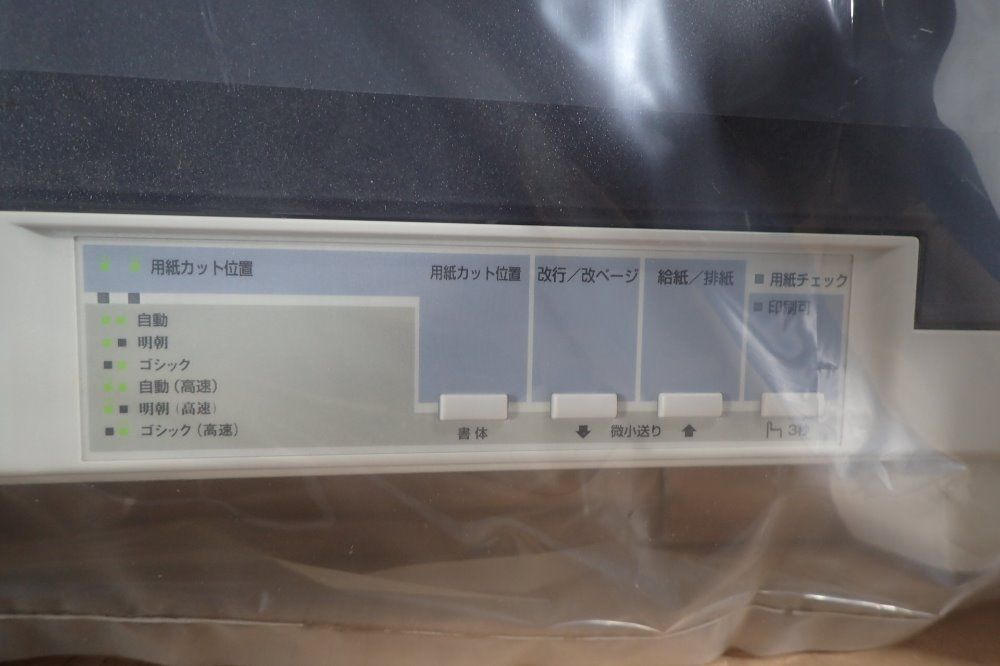 用紙カット位置
自動
明朝
ゴシック
自動（高速）
明朝（高速）
ゴシック（高速）
用紙カット位置
改行／改ページ
給紙／排紙
用紙チェック
印刷可
書体
微小送り
3秒